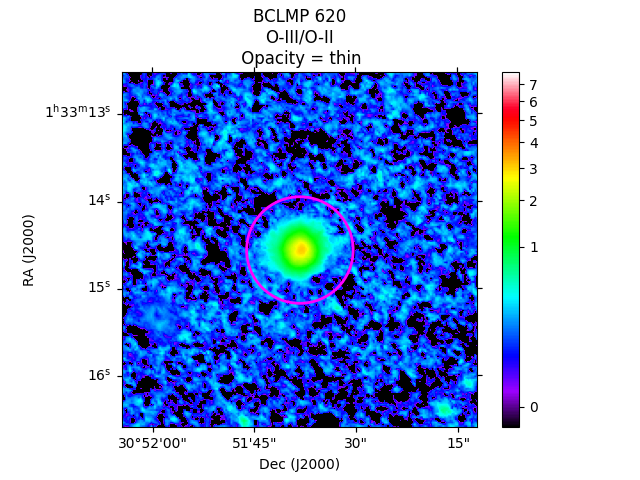 BCLMP 620
O-III/O-II
Opacity = thin
1ʰ33ᵐ13ˢ
14ˢ
15ˢ
16ˢ
RA (J2000)
30°52'00"
51'45"
30"
15"
Dec (J2000)
7
6
5
4
3
2
1
0